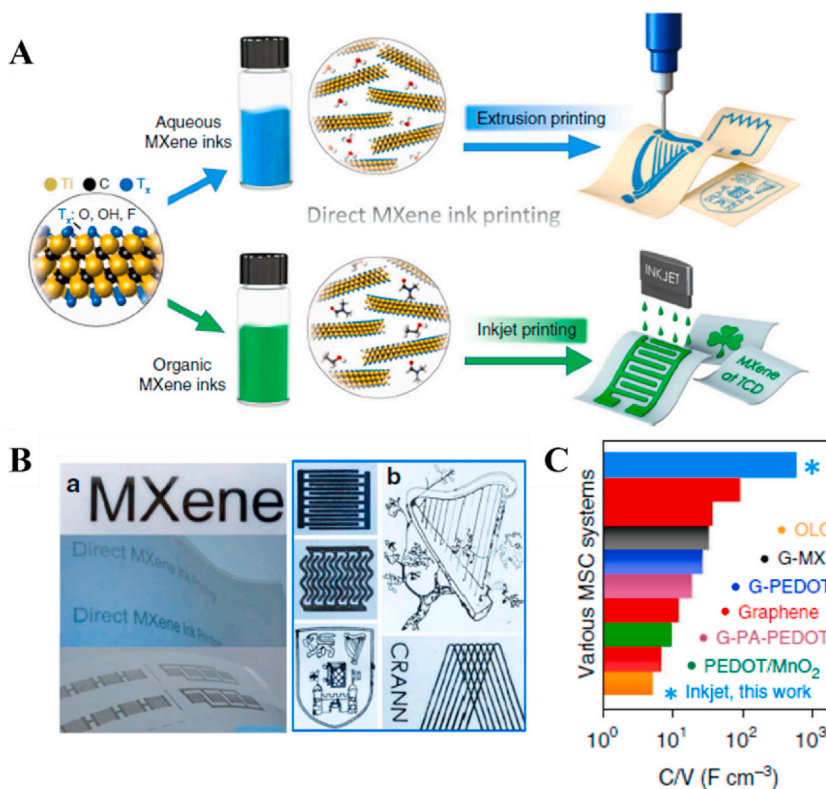 A
Aqueous
MXene inks
Extrusion printing
Ti C Tx
Tx: O, OH, F
Direct MXene ink printing
INKJET
Inkjet printing
Organic
MXene inks
MXene
at TCD
B
a
MXene
Direct MXene Ink Printing
Direct MXene Ink Printing
b
CRANN
C
Various MSC systems
*
OLC
G-MX
G-PEDOT
Graphene
G-PA-PEDOT
PEDOT/MnO₂
* Inkjet, this work
10⁰ 10¹ 10² 10³
C/V (F cm⁻³)